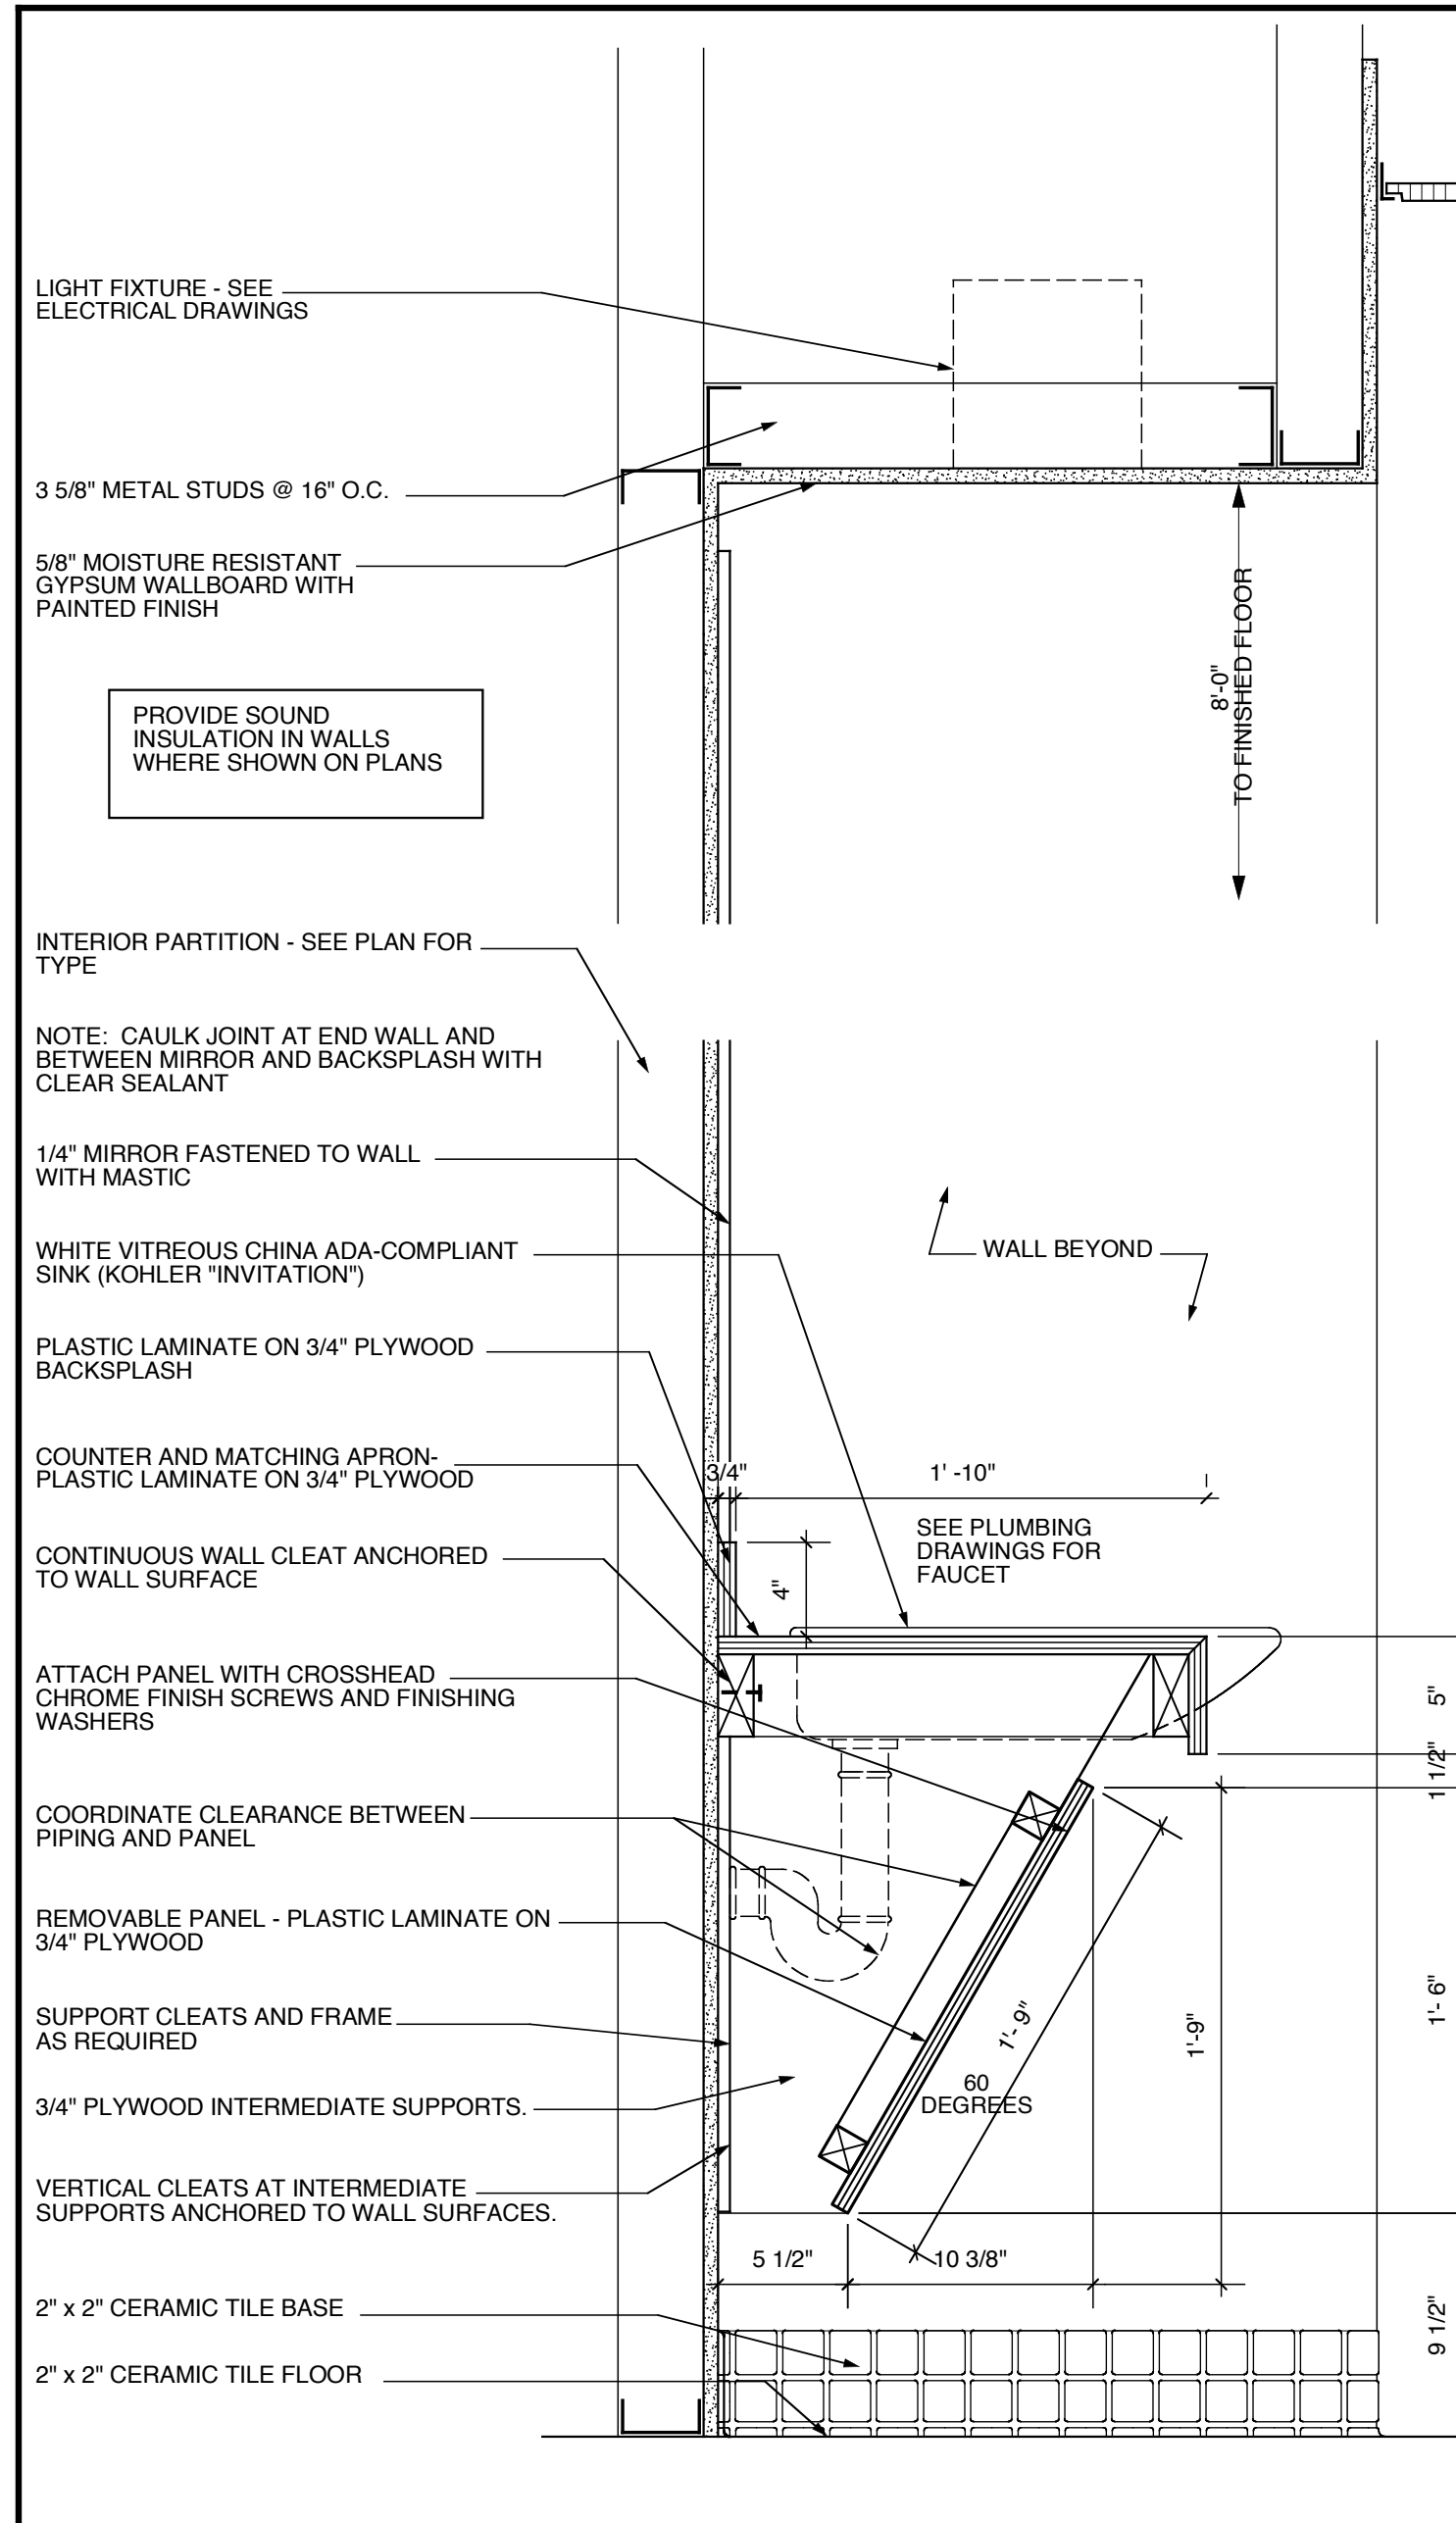 LIGHT FIXTURE - SEE
ELECTRICAL DRAWINGS
3 5/8" METAL STUDS @ 16" O.C.
5/8" MOISTURE RESISTANT
GYPSUM WALLBOARD WITH
PAINTED FINISH
8'-0"
TO FINISHED FLOOR
PROVIDE SOUND
INSULATION IN WALLS
WHERE SHOWN ON PLANS
INTERIOR PARTITION - SEE PLAN FOR
TYPE
NOTE:  CAULK JOINT AT END WALL AND
BETWEEN MIRROR AND BACKSPLASH WITH
CLEAR SEALANT
1/4" MIRROR FASTENED TO WALL
WITH MASTIC
WHITE VITREOUS CHINA ADA-COMPLIANT
SINK (KOHLER "INVITATION")
WALL BEYOND
PLASTIC LAMINATE ON 3/4" PLYWOOD
BACKSPLASH
COUNTER AND MATCHING APRON-
PLASTIC LAMINATE ON 3/4" PLYWOOD
3/4"
1' -10"
SEE PLUMBING
DRAWINGS FOR
FAUCET
4"
CONTINUOUS WALL CLEAT ANCHORED
TO WALL SURFACE
ATTACH PANEL WITH CROSSHEAD
CHROME FINISH SCREWS AND FINISHING
WASHERS
5"
1 1/2"
COORDINATE CLEARANCE BETWEEN
PIPING AND PANEL
REMOVABLE PANEL - PLASTIC LAMINATE ON
3/4" PLYWOOD
SUPPORT CLEATS AND FRAME
AS REQUIRED
1'- 9"
1'-9"
1'- 6"
60
DEGREES
3/4" PLYWOOD INTERMEDIATE SUPPORTS.
VERTICAL CLEATS AT INTERMEDIATE
SUPPORTS ANCHORED TO WALL SURFACES.
5 1/2"
10 3/8"
9 1/2"
2" x 2" CERAMIC TILE BASE
2" x 2" CERAMIC TILE FLOOR